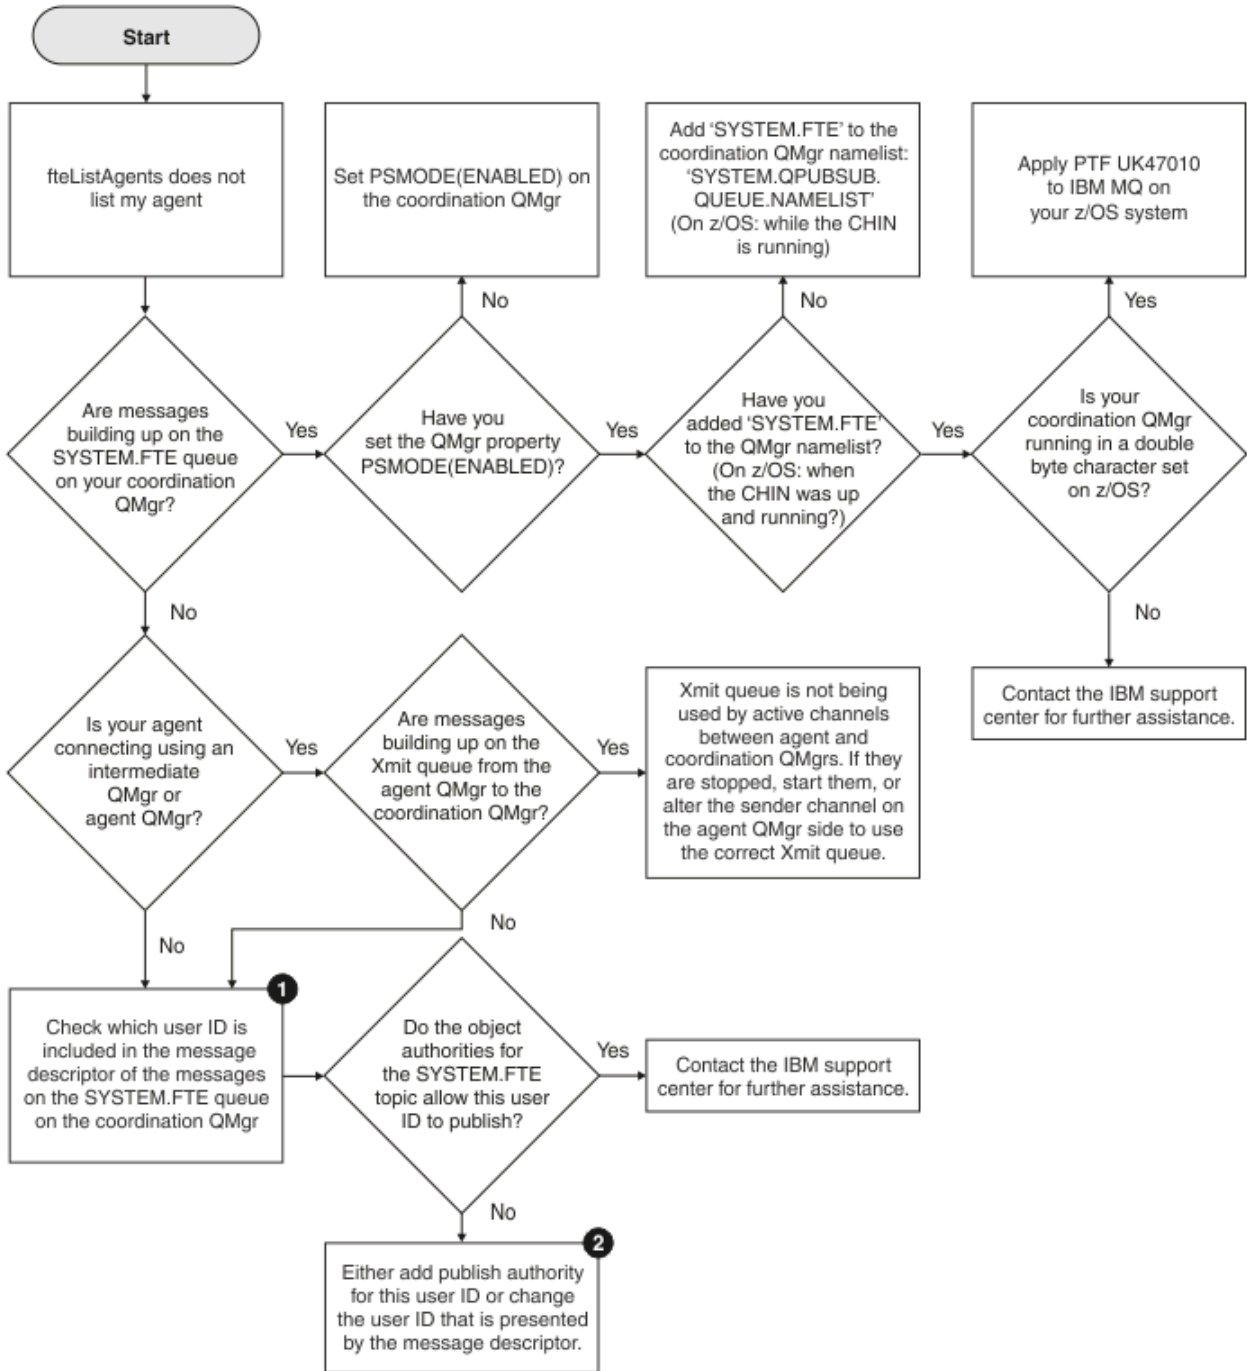 Start
fteListAgents does not
list my agent
Set PSMODE(ENABLED) on
the coordination QMgr
Add ‘SYSTEM.FTE’ to the
coordination QMgr namelist:
‘SYSTEM.QPUBSUB.
QUEUE.NAMELIST’
(On z/OS: while the CHIN
is running)
Apply PTF UK47010
to IBM MQ on
your z/OS system
No
No
Yes
Are messages
building up on the
SYSTEM.FTE queue
on your coordination
QMgr?
Yes
Have you
set the QMgr property
PSMODE(ENABLED)?
Yes
Have you
added ‘SYSTEM.FTE’
to the QMgr namelist?
(On z/OS: when
the CHIN was up
and running?)
Yes
Is your
coordination QMgr
running in a double
byte character set
on z/OS?
No
No
Is your agent
connecting using an
intermediate
QMgr or
agent QMgr?
Yes
Are messages
building up on the
Xmit queue from the
agent QMgr to the
coordination QMgr?
Yes
Xmit queue is not being
used by active channels
between agent and
coordination QMgrs. If they
are stopped, start them, or
alter the sender channel on
the agent QMgr side to use
the correct Xmit queue.
Contact the IBM support
center for further assistance.
No
No
1
Check which user ID is
included in the message
descriptor of the messages
on the SYSTEM.FTE queue
on the coordination QMgr
Do the object
authorities for
the SYSTEM.FTE
topic allow this user
ID to publish?
Yes
Contact the IBM support
center for further assistance.
No
2
Either add publish authority
for this user ID or change
the user ID that is presented
by the message descriptor.